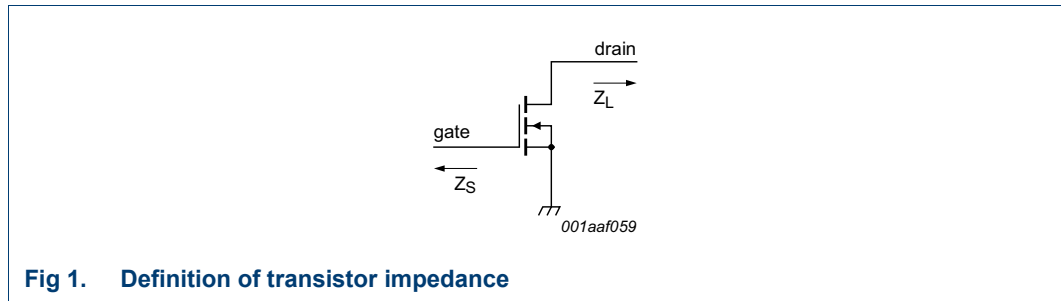 drain
Z_L
gate
Z_S
001aaf059
Fig 1. Definition of transistor impedance